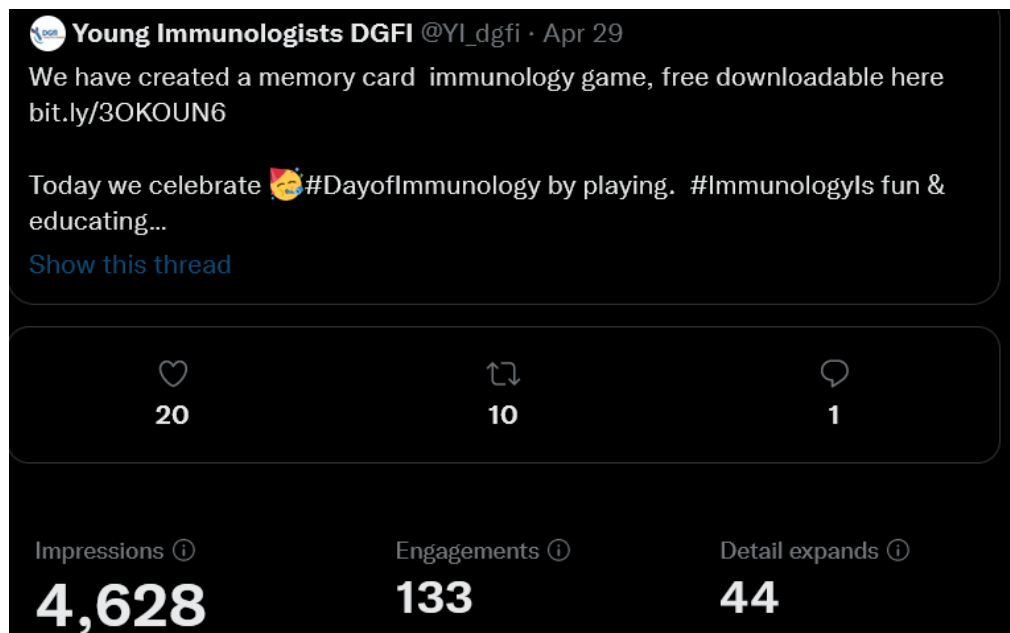 Young Immunologists DGFI @YI_dgfi · Apr 29
We have created a memory card  immunology game, free downloadable here
bit.ly/3OKOUN6
Today we celebrate 🥳#DayofImmunology by playing.  #ImmunologyIs fun &
educating…
Show this thread
20 10 1
Impressions Engagements Detail expands
4,628 133 44